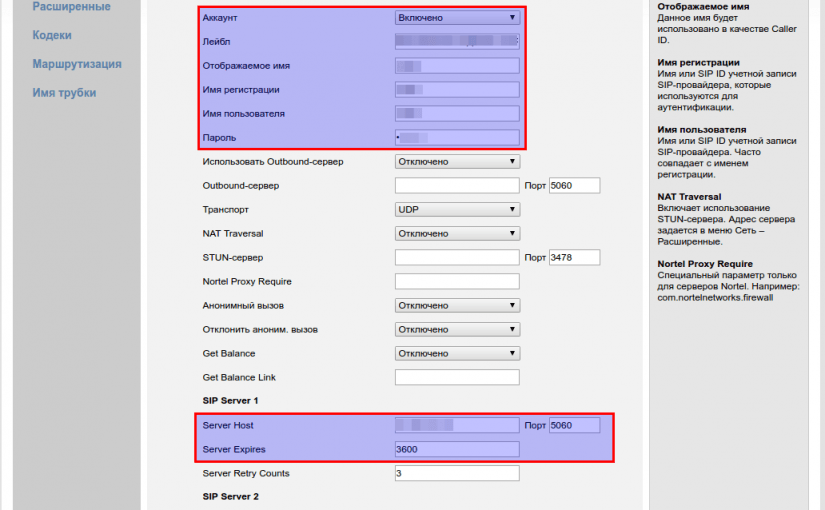 Расширенные
Кодеки
Маршрутизация
Имя трубки
Аккаунт Включено
Лейбл
Отображаемое имя
Имя регистрации
Имя пользователя
Пароль
Использовать Outbound-сервер Отключено
Outbound-сервер Порт 5060
Транспорт UDP
NAT Traversal Отключено
STUN-сервер Порт 3478
Nortel Proxy Require
Анонимный вызов Отключено
Отклонить аноним. вызов Отключено
Get Balance Отключено
Get Balance Link
SIP Server 1
Server Host Порт 5060
Server Expires 3600
Server Retry Counts 3
SIP Server 2
Отображаемое имя
Данное имя будет
использовано в качестве Caller
ID.
Имя регистрации
Имя или SIP ID учетной записи
SIP-провайдера, которые
используются для
аутентификации.
Имя пользователя
Имя или SIP ID учетной записи
SIP-провайдера. Часто
совпадает с именем
регистрации.
NAT Traversal
Включает использование
STUN-сервера. Адрес сервера
задается в меню Сеть –
Расширенные.
Nortel Proxy Require
Специальный параметр только
для серверов Nortel. Например:
com.nortelnetworks.firewall